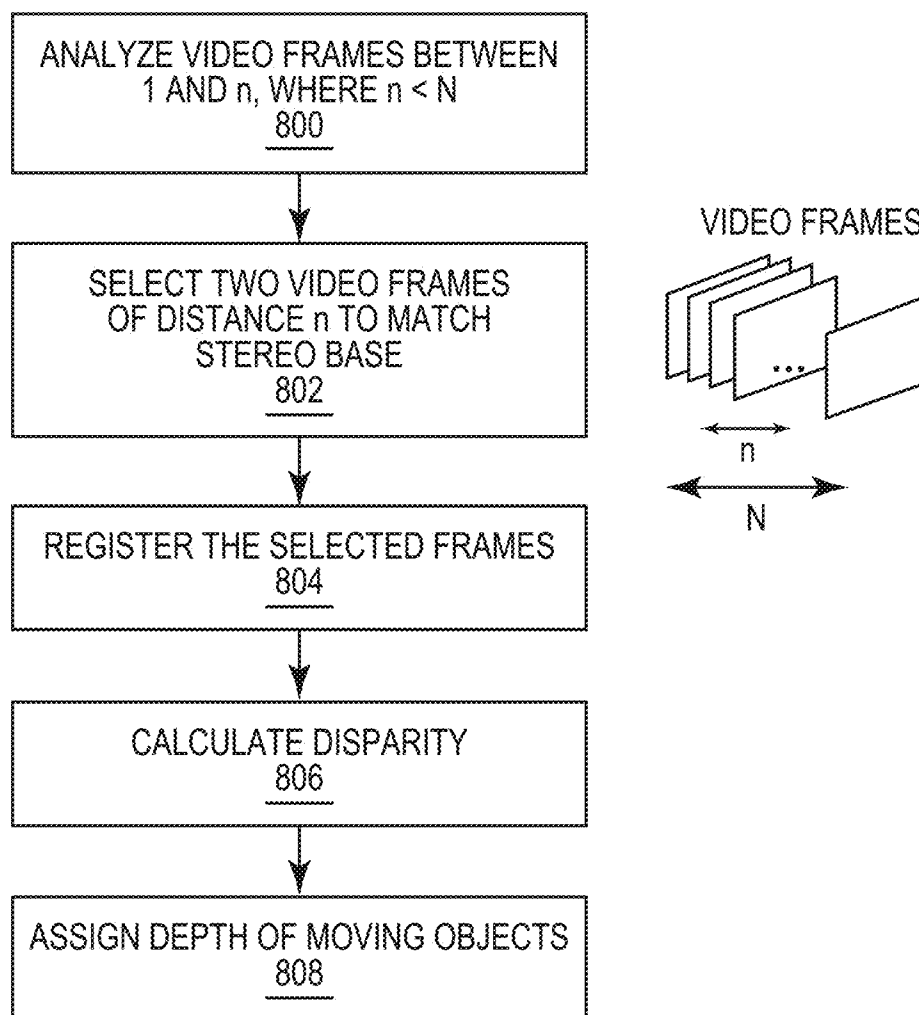 ANALYZE VIDEO FRAMES BETWEEN
1 AND n, WHERE n < N
800
SELECT TWO VIDEO FRAMES
OF DISTANCE n TO MATCH
STEREO BASE
802
REGISTER THE SELECTED FRAMES
804
CALCULATE DISPARITY
806
ASSIGN DEPTH OF MOVING OBJECTS
808
VIDEO FRAMES
...
n
N